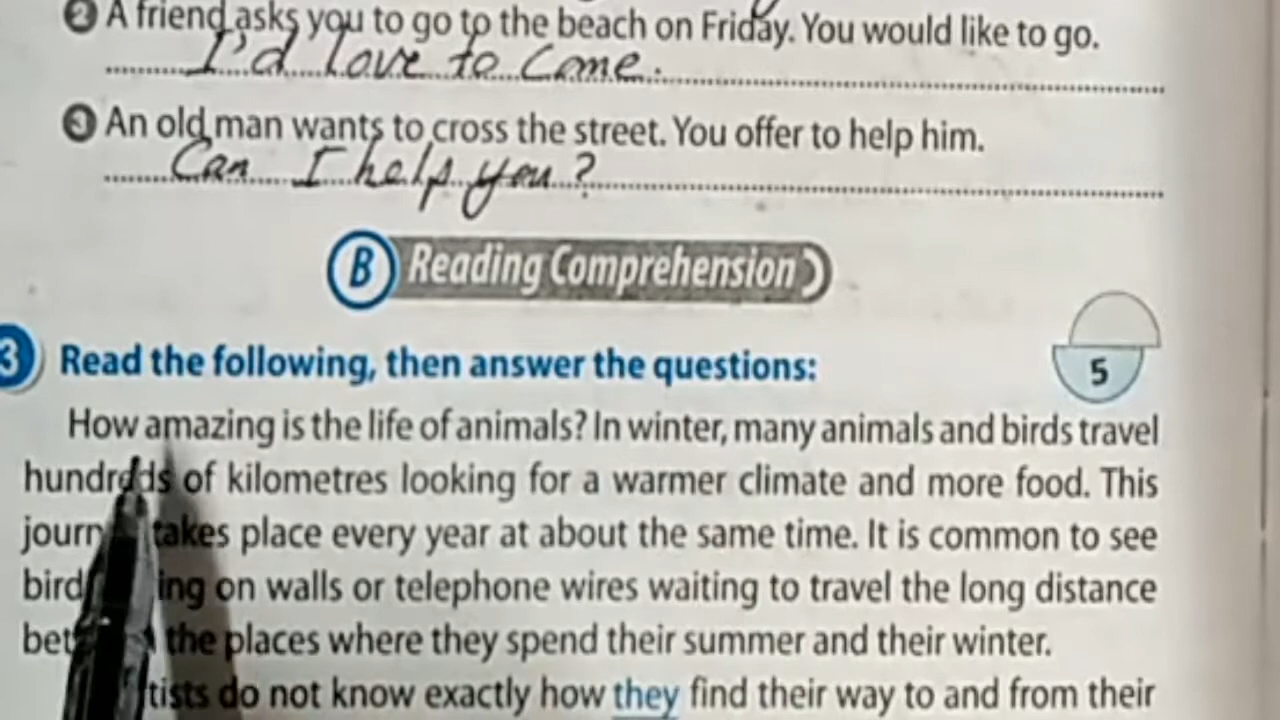 2 A friend asks you to go to the beach on Friday. You would like to go.
I'd love to come.
3 An old man wants to cross the street. You offer to help him.
Can I help you?
B Reading Comprehension
3 Read the following, then answer the questions:
5
How amazing is the life of animals? In winter, many animals and birds travel
hundreds of kilometres looking for a warmer climate and more food. This
takes place every year at about the same time. It is common to see
on walls or telephone wires waiting to travel the long distance
the places where they spend their summer and their winter.
do not know exactly how they find their way to and from their